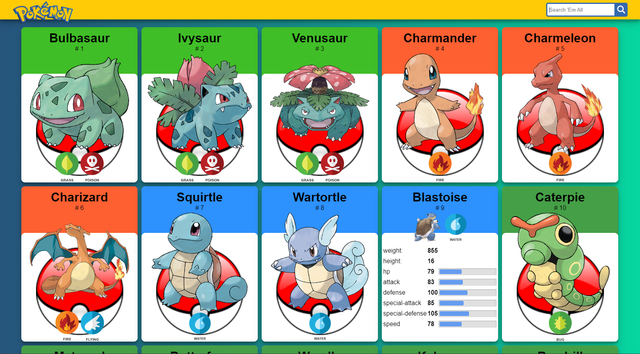 POKéMON
Search 'Em All
Bulbasaur
# 1
GRASS POISON
Ivysaur
# 2
GRASS POISON
Venusaur
# 3
GRASS POISON
Charmander
# 4
FIRE
Charmeleon
# 5
FIRE
Charizard
# 6
FIRE FLYING
Squirtle
# 7
WATER
Wartortle
# 8
WATER
Blastoise
# 9
WATER
weight: 855
height: 16
hp 79
attack 83
defense 100
special-attack 85
special-defense 105
speed 78
Caterpie
# 10
BUG